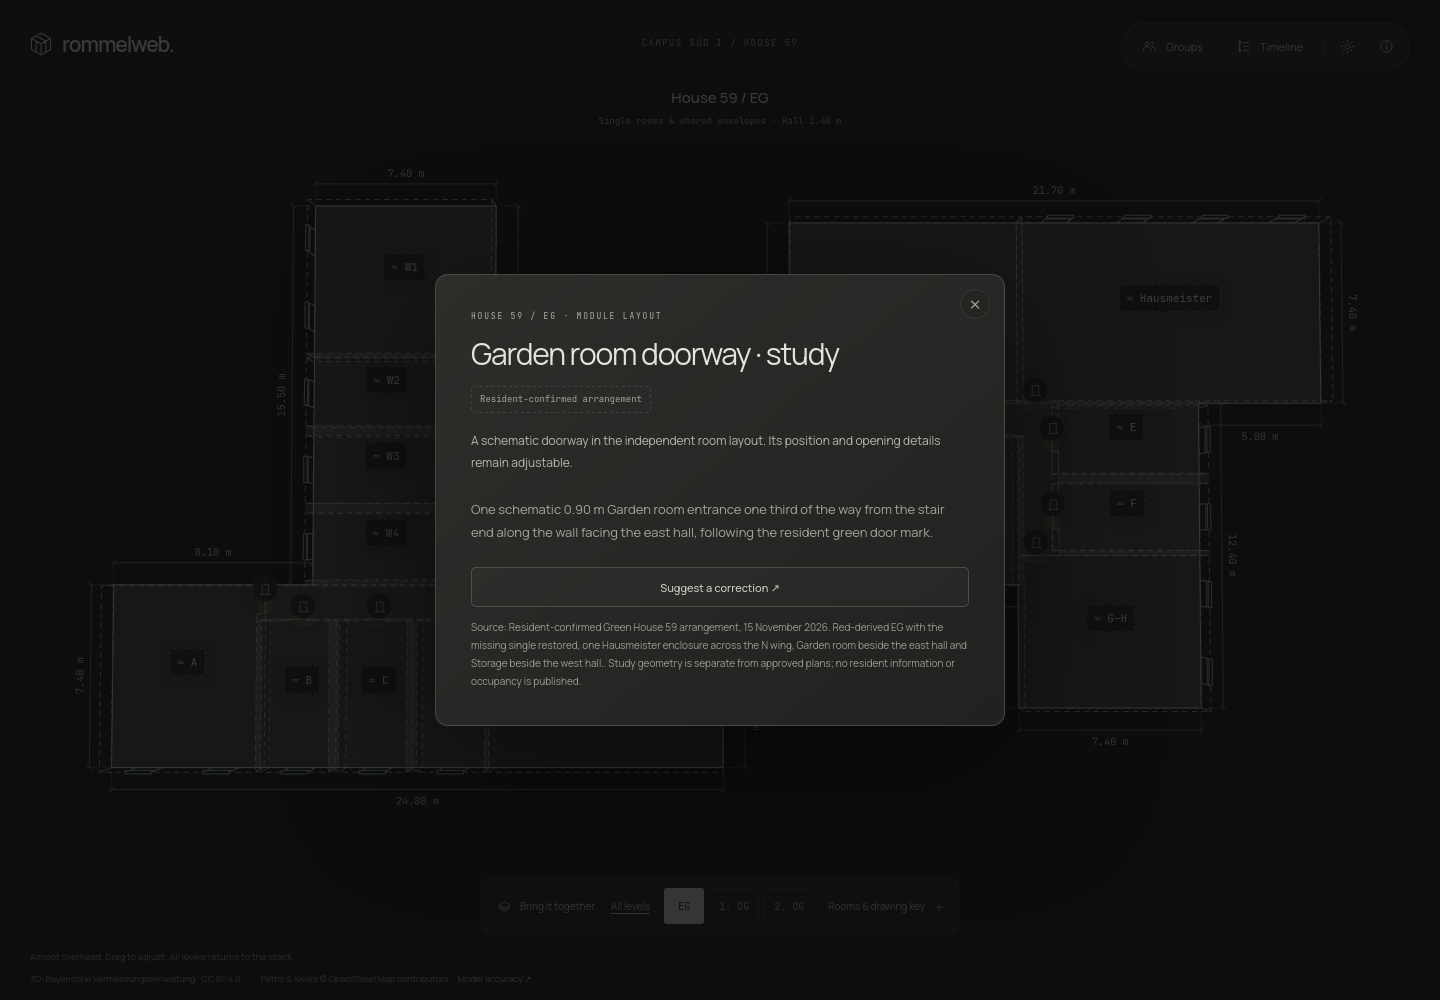 rommelweb.
CAMPUS SÜD I / HOUSE 59
Groups
Timeline
House 59 / EG
Single rooms & shared envelopes · Hall 1.40 m
7.40 m
21.70 m
≈ W1
≈ Hausmeister
7.40 m
HOUSE 59 / EG · MODULE LAYOUT
Garden room doorway · study
Resident-confirmed arrangement
A schematic doorway in the independent room layout. Its position and opening details
remain adjustable.
One schematic 0.90 m Garden room entrance one third of the way from the stair
end along the wall facing the east hall, following the resident green door mark.
Suggest a correction ↗
Source: Resident-confirmed Green House 59 arrangement, 15 November 2026. Red-derived EG with the
missing single restored, one Hausmeister enclosure across the N wing, Garden room beside the east hall and
Storage beside the west hall.. Study geometry is separate from approved plans; no resident information or
occupancy is published.
≈ W2
15.50 m
≈ E
5.00 m
≈ W3
≈ F
≈ W4
8.10 m
12.40 m
≈ G–H
≈ A
≈ B
≈ C
7.40 m
7.40 m
24.80 m
Bring it together
All levels
EG
1. OG
2. OG
Rooms & drawing key +
Almost overhead. Drag to adjust. All levels returns to the stack.
3D: Bayerische Vermessungsverwaltung · CC BY 4.0
Paths & levels © OpenStreetMap contributors
Model accuracy ↗